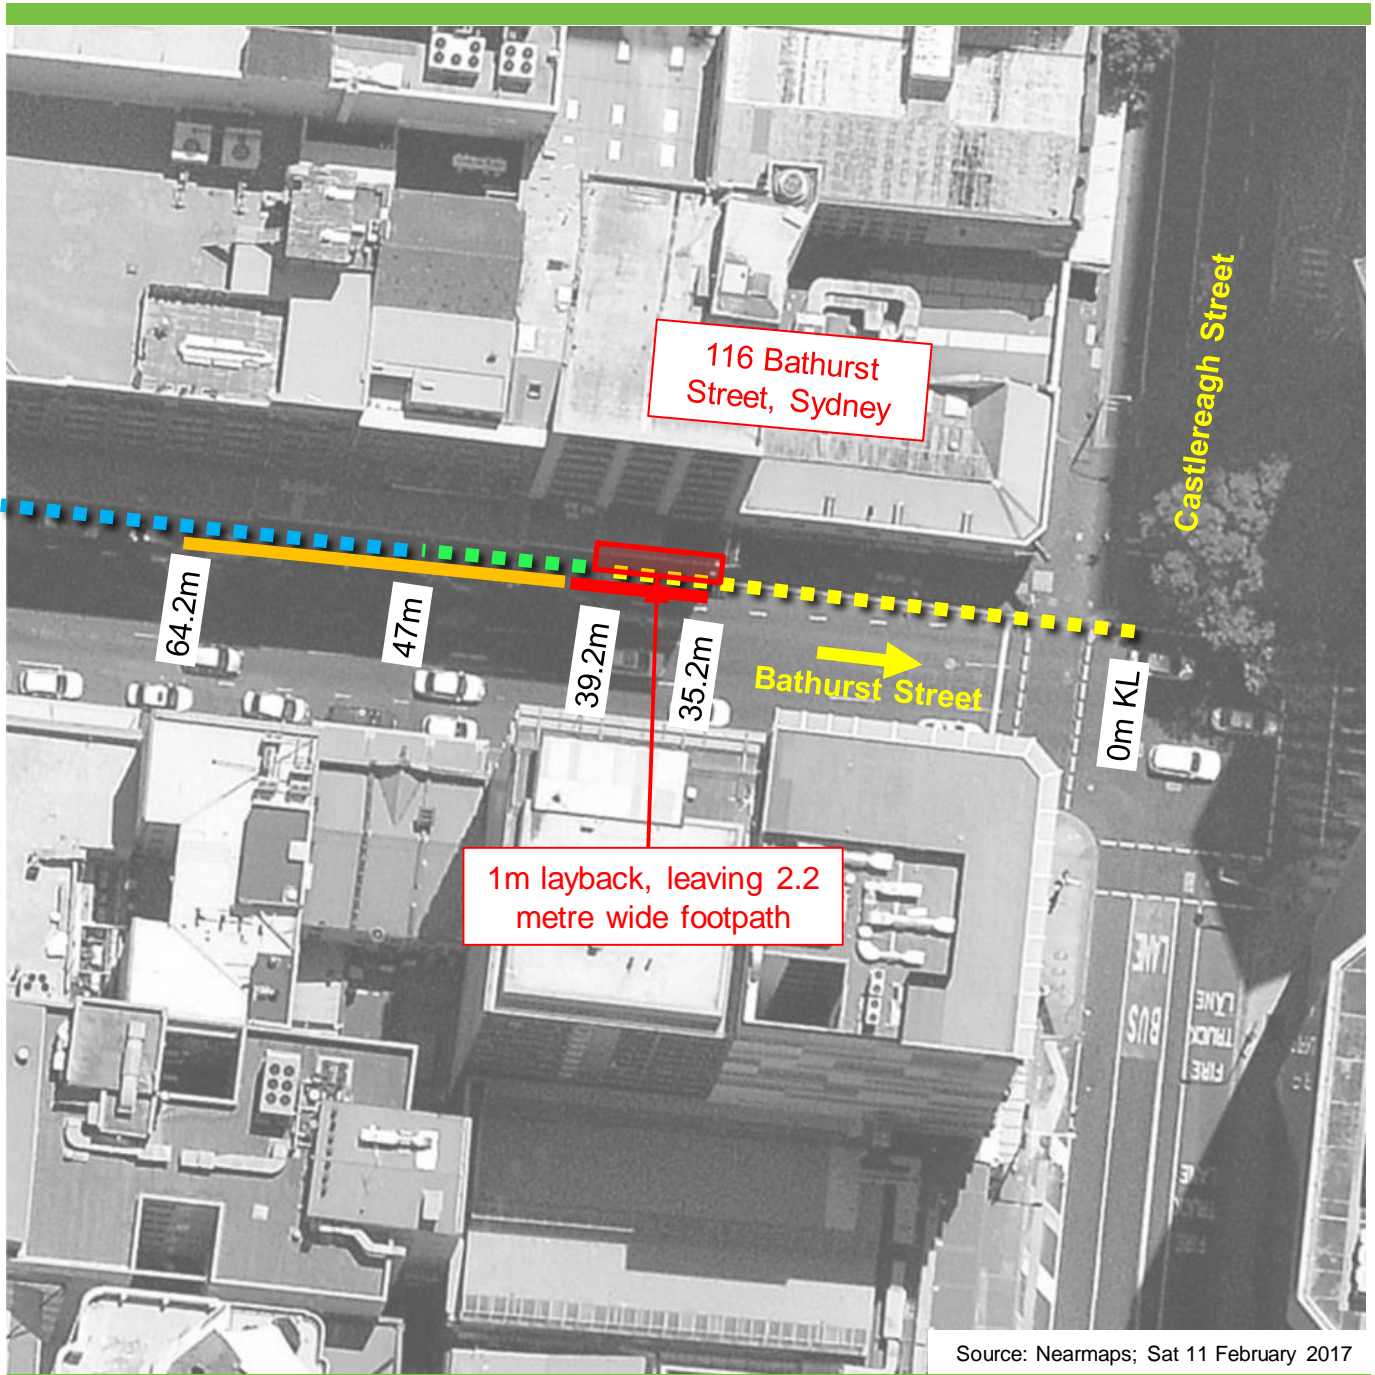 116 Bathurst
Street, Sydney
Castlereagh Street
64.2m
47m
39.2m
35.2m
0m KL
Bathurst Street
1m layback, leaving 2.2
metre wide footpath
LANE
BUS
LANE
TRUCK
FIRE
Source: Nearmaps; Sat 11 February 2017